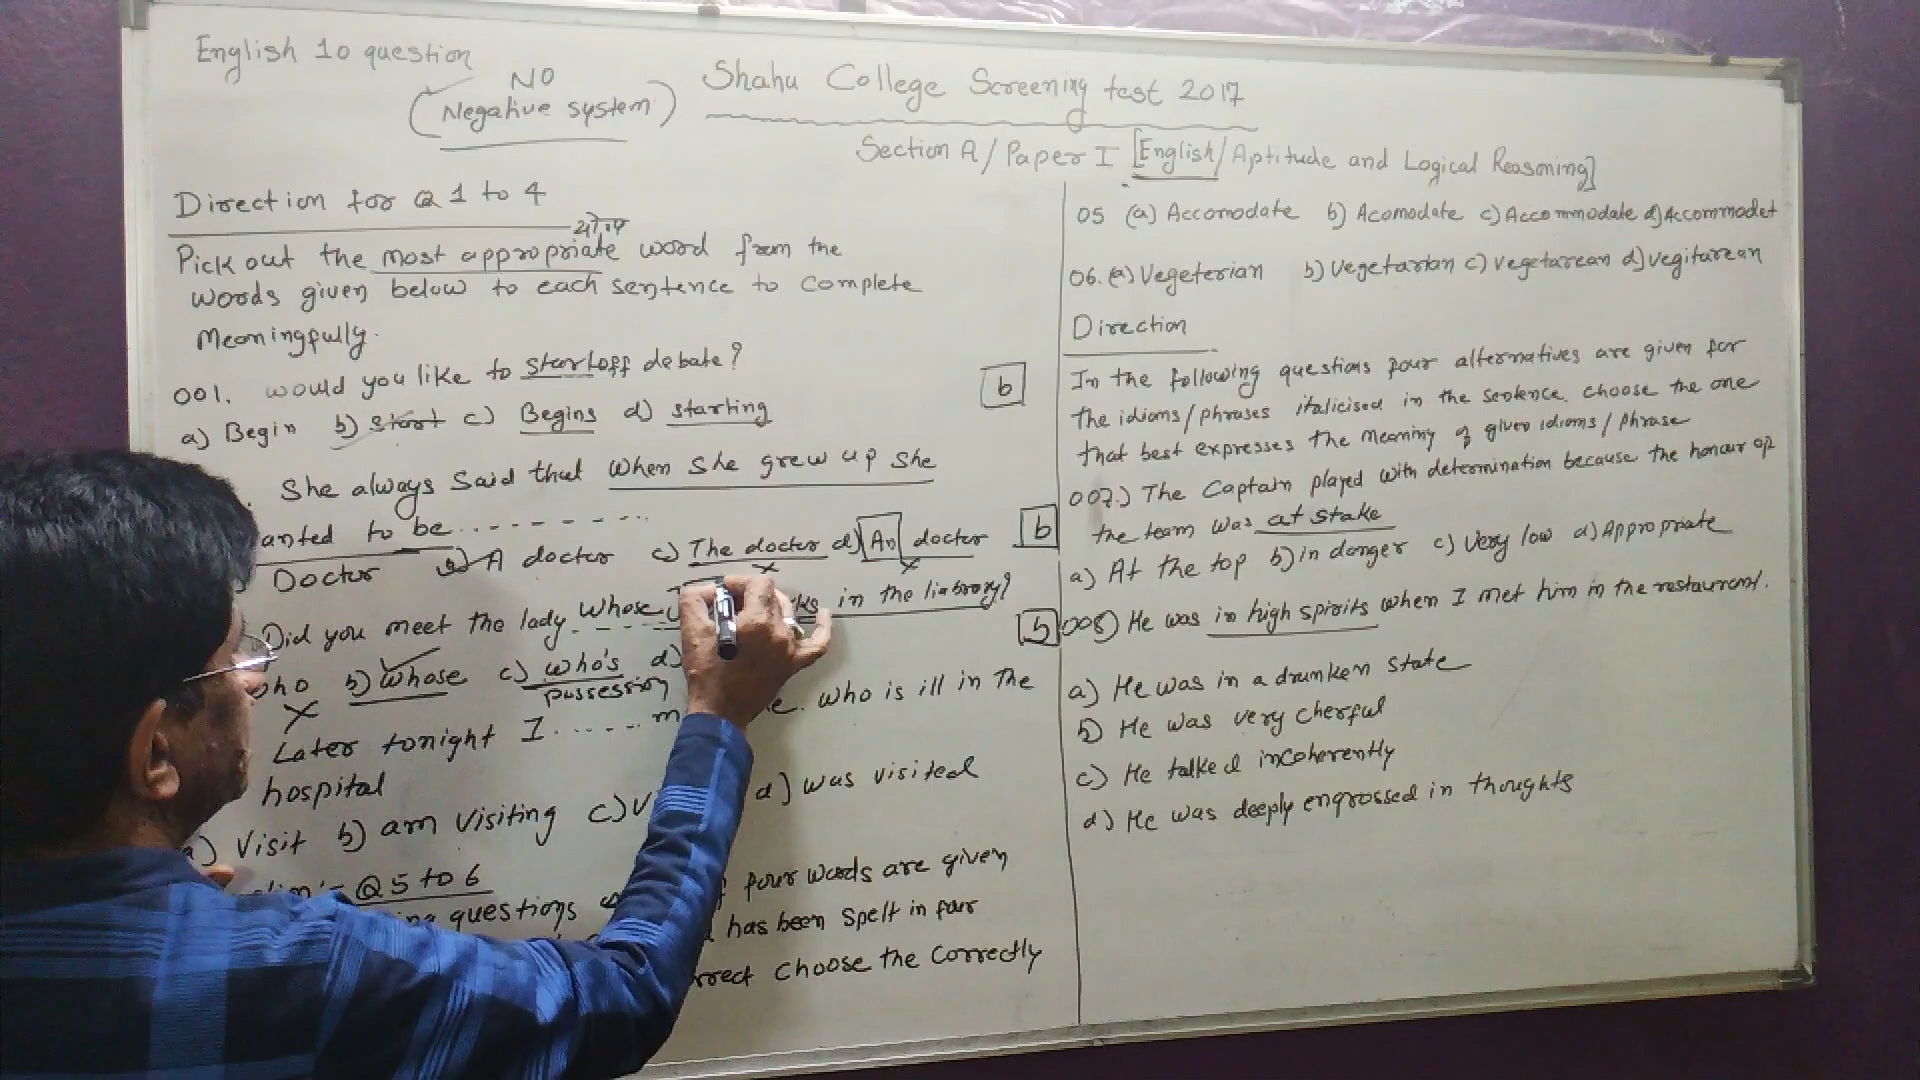 English 10 question
NO
(Negative system)
Shahu College Screening test 2017
Section A/Paper I [English/Aptitude and Logical Reasoning]
Direction for Q 1 to 4
योग्य
Pick out the most appropriate word from the
words given below to each sentence to complete
Meaningfully.
001. would you like to start off debate?
a) Begin b) start c) Begins d) starting
b
She always said that when she grew up she
anted to be..........
Doctor b) A doctor c) The doctor d) An doctor
b
Did you meet the lady whose in the liabrary?
b
ho b) whose c) who's d)
possession
Later tonight I ...... m who is ill in the
hospital
a) Visit b) am visiting c) v d) was visited
Q 5 to 6
questions four words are given
has been spelt in four
rrect choose the correctly
05 (a) Accomodate b) Acomodate c) Accommodate d) Accommodet
06. (a) Vegeterian b) Vegetarian c) vegetarean d) vegitarean
Direction
In the following questions four alternatives are given for
the idioms/phrases italicised in the sentence choose the one
that best expresses the meaning of given idioms/phrase
007.) The Captain played with determination because the honour of
the team was at stake
a) At the top b) in danger c) very low d) Appropriate
008) He was in high spirits when I met him in the restaurant.
a) He was in a drunken state
b) He was very cherful
c) He talked incoherently
d) He was deeply engrossed in thoughts